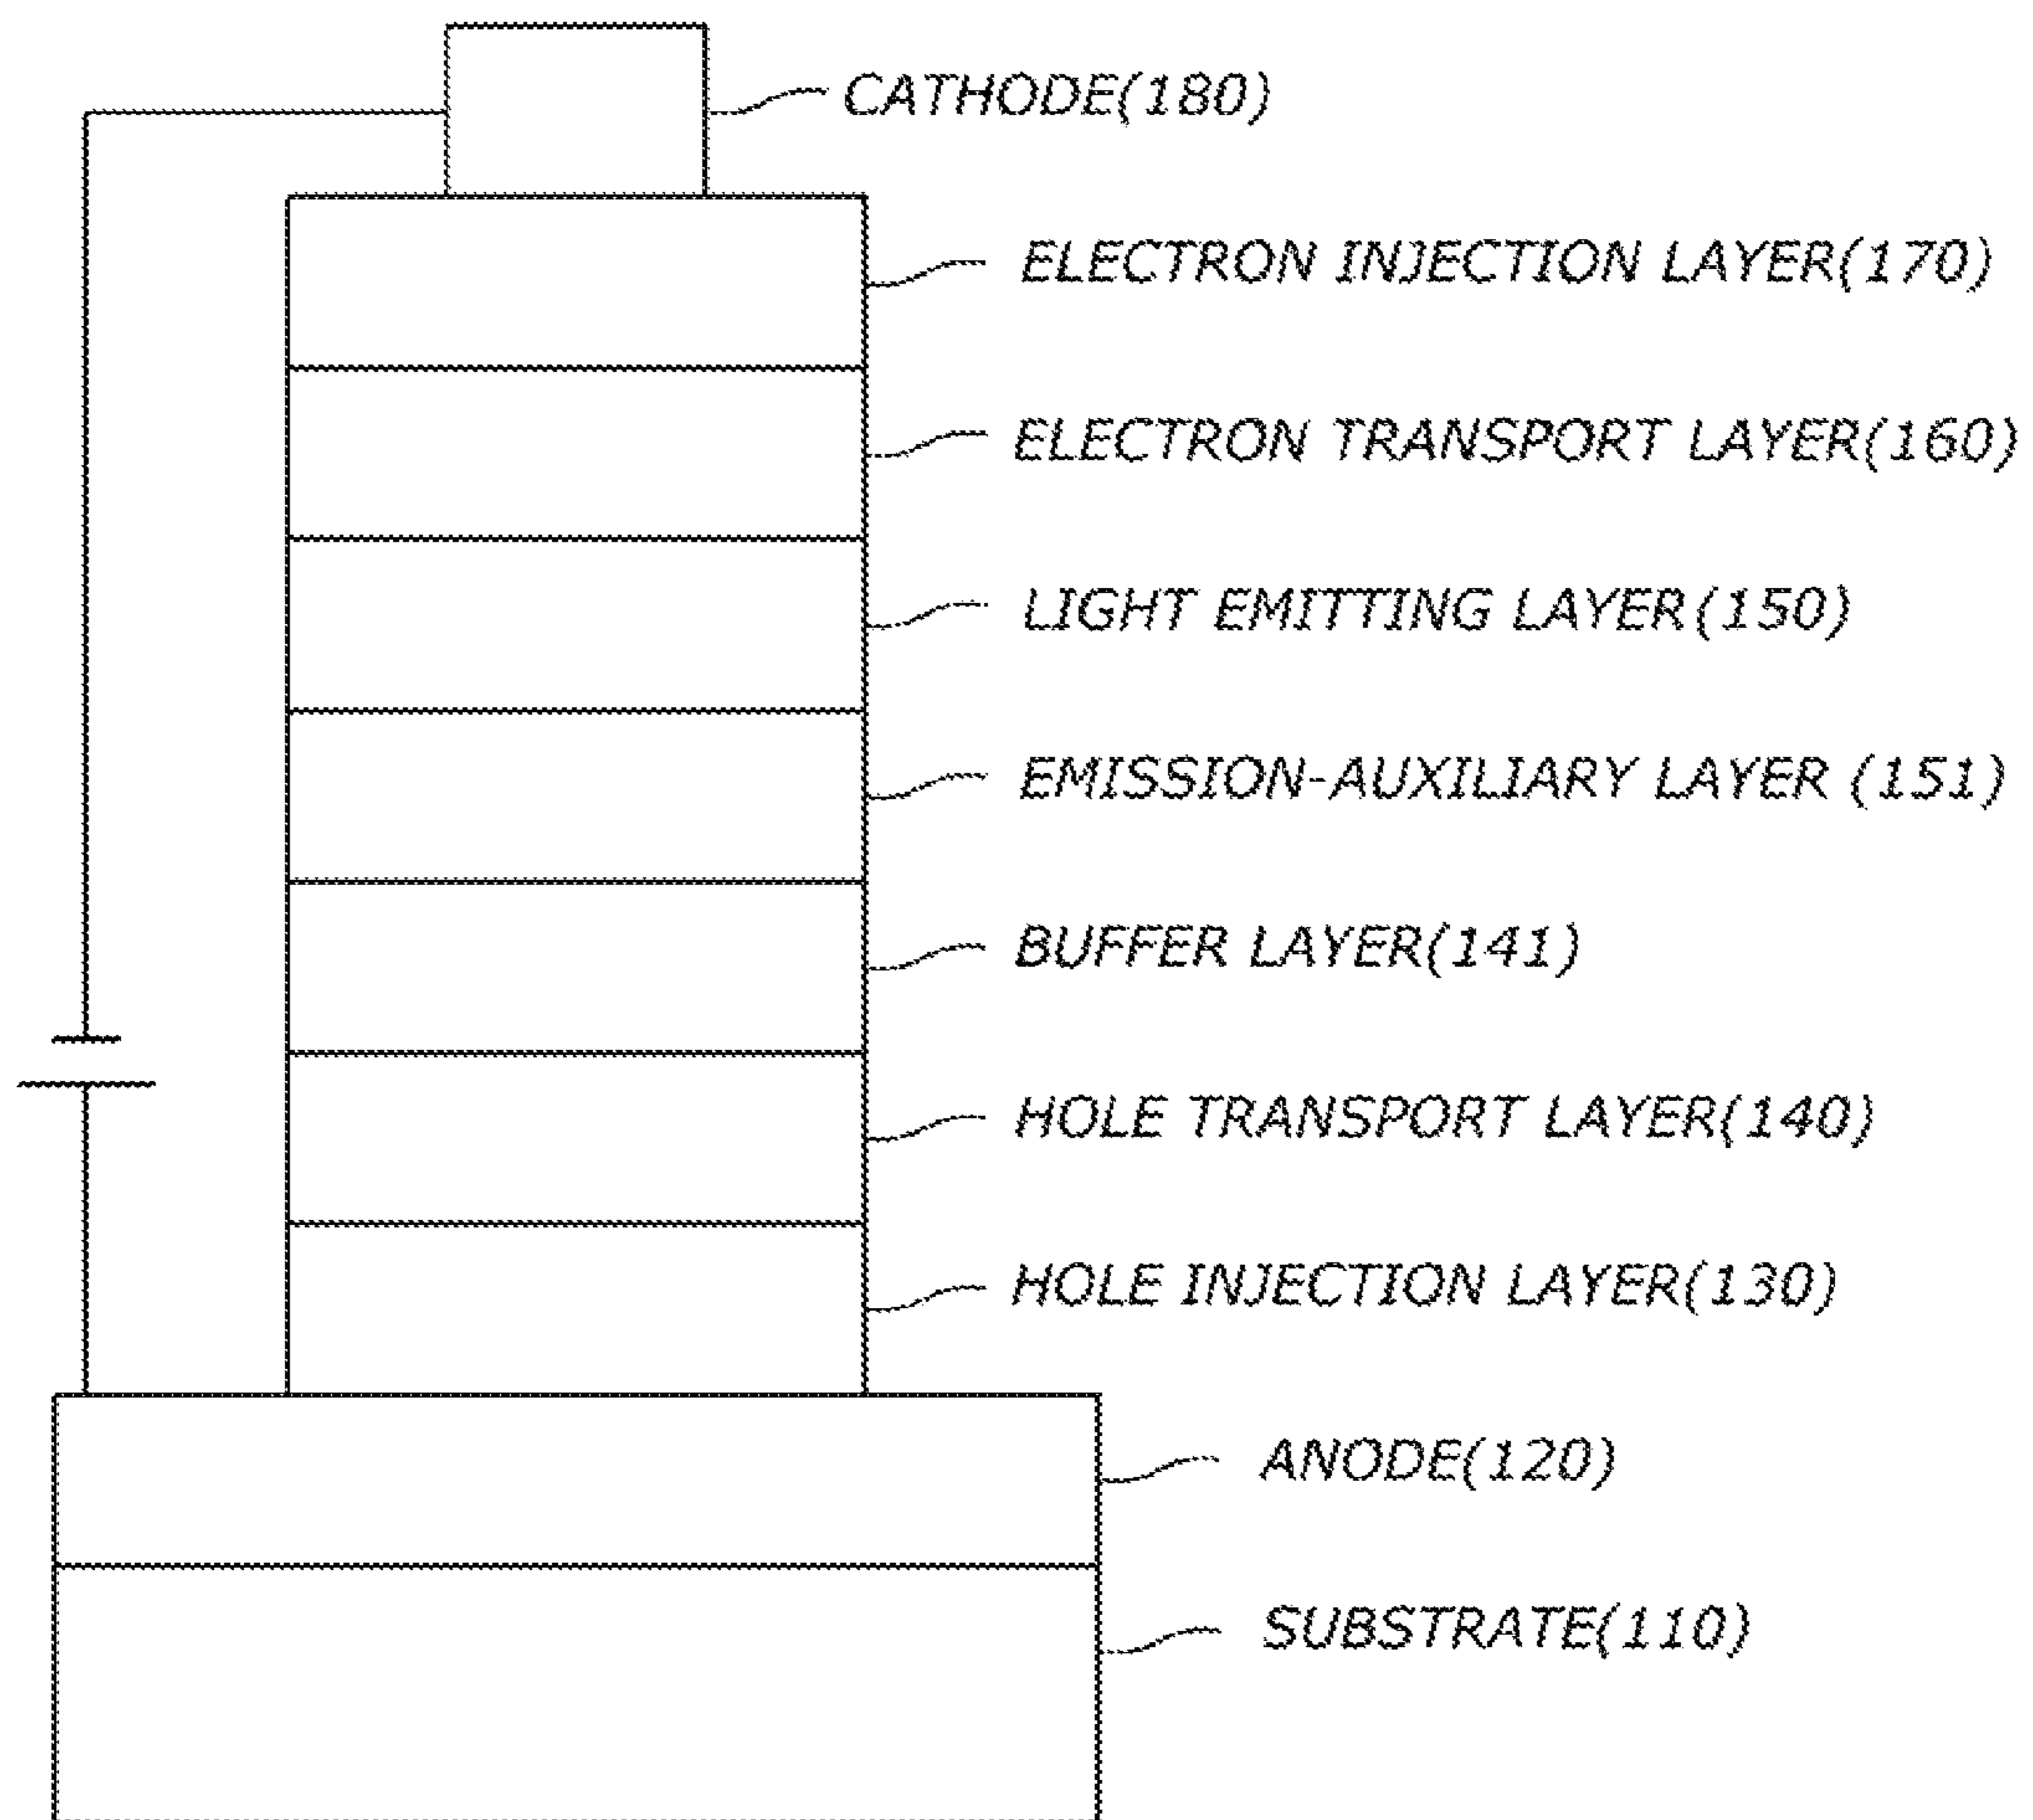 CATHODE(180)
ELECTRON INJECTION LAYER(170)
ELECTRON TRANSPORT LAYER(160)
LIGHT EMITTING LAYER(150)
EMISSION-AUXILIARY LAYER (151)
BUFFER LAYER(141)
HOLE TRANSPORT LAYER(140)
HOLE INJECTION LAYER(130)
ANODE(120)
SUBSTRATE(110)